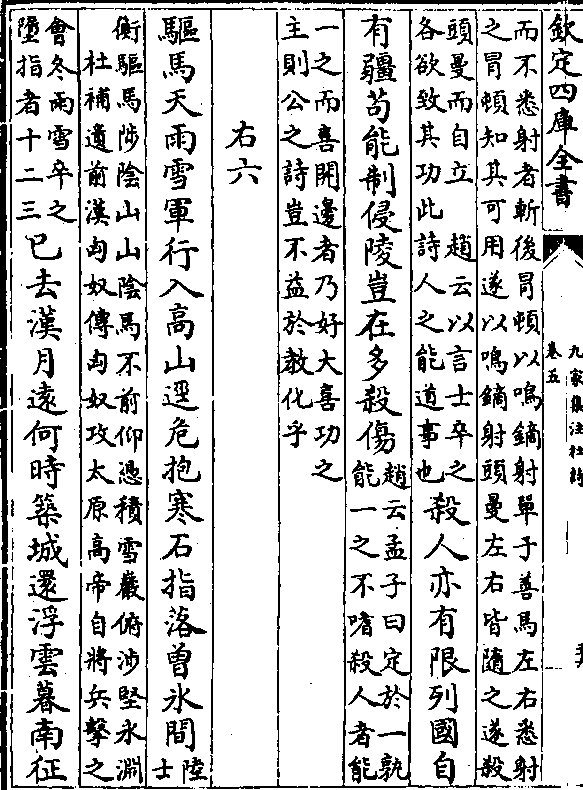 欽定四庫全書
九家集注杜詩
卷五
而不悉射者斬後冒頓以鳴鏑射單于善馬左右悉射
之冒頓知其可用遂以鳴鏑射頭曼左右皆隨之遂殺
頭曼而自立　趙云以言士卒之
各欲致其功此詩人之能道事也
殺人亦有限列國自
有疆苟能制侵陵豈在多殺傷
趙云孟子曰定於一孰
能一之不嗜殺人者能
一之而喜開邊者乃好大喜功之
主則公之詩豈不益於教化乎
右六
驅馬天雨雪軍行入高山逕危抱寒石指落曾氷間
陸士
衡驅馬陟陰山山陰馬不前仰憑積雪巖俯涉堅氷淵
杜補遺前漢匈奴傳匈奴攻太原高帝自將兵擊之
會冬雨雪卒之
墮指者十二三
已去漢月遠何時築城還浮雲暮南征